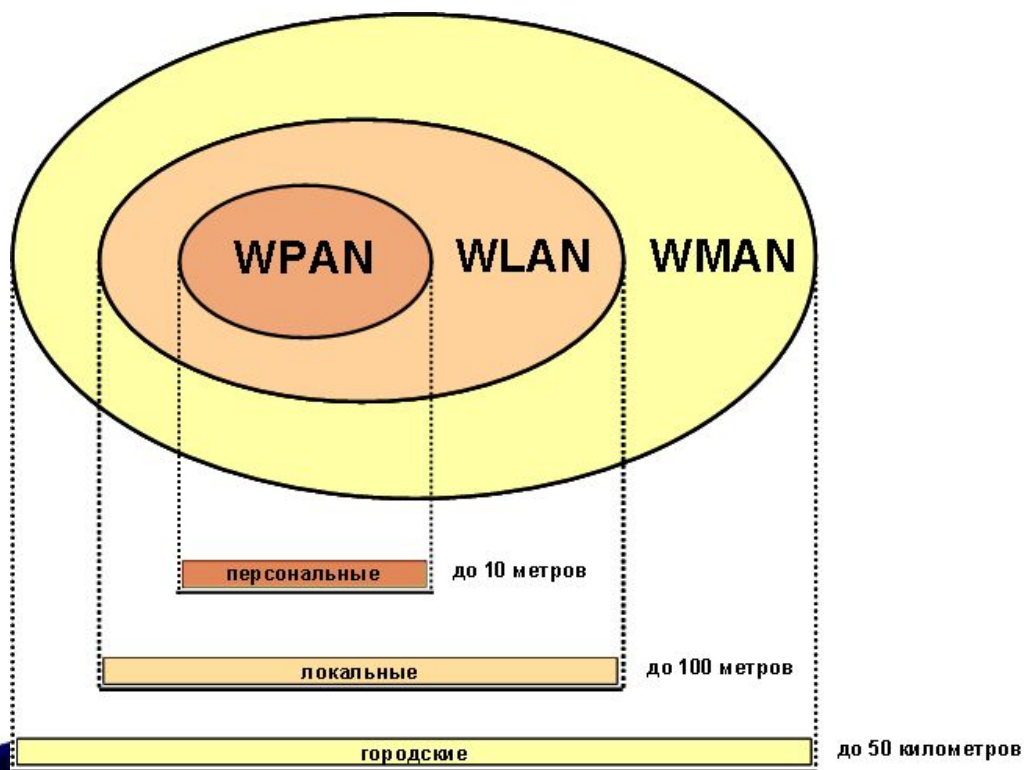 WPAN WLAN WMAN
персональные до 10 метров
локальные до 100 метров
городские до 50 километров